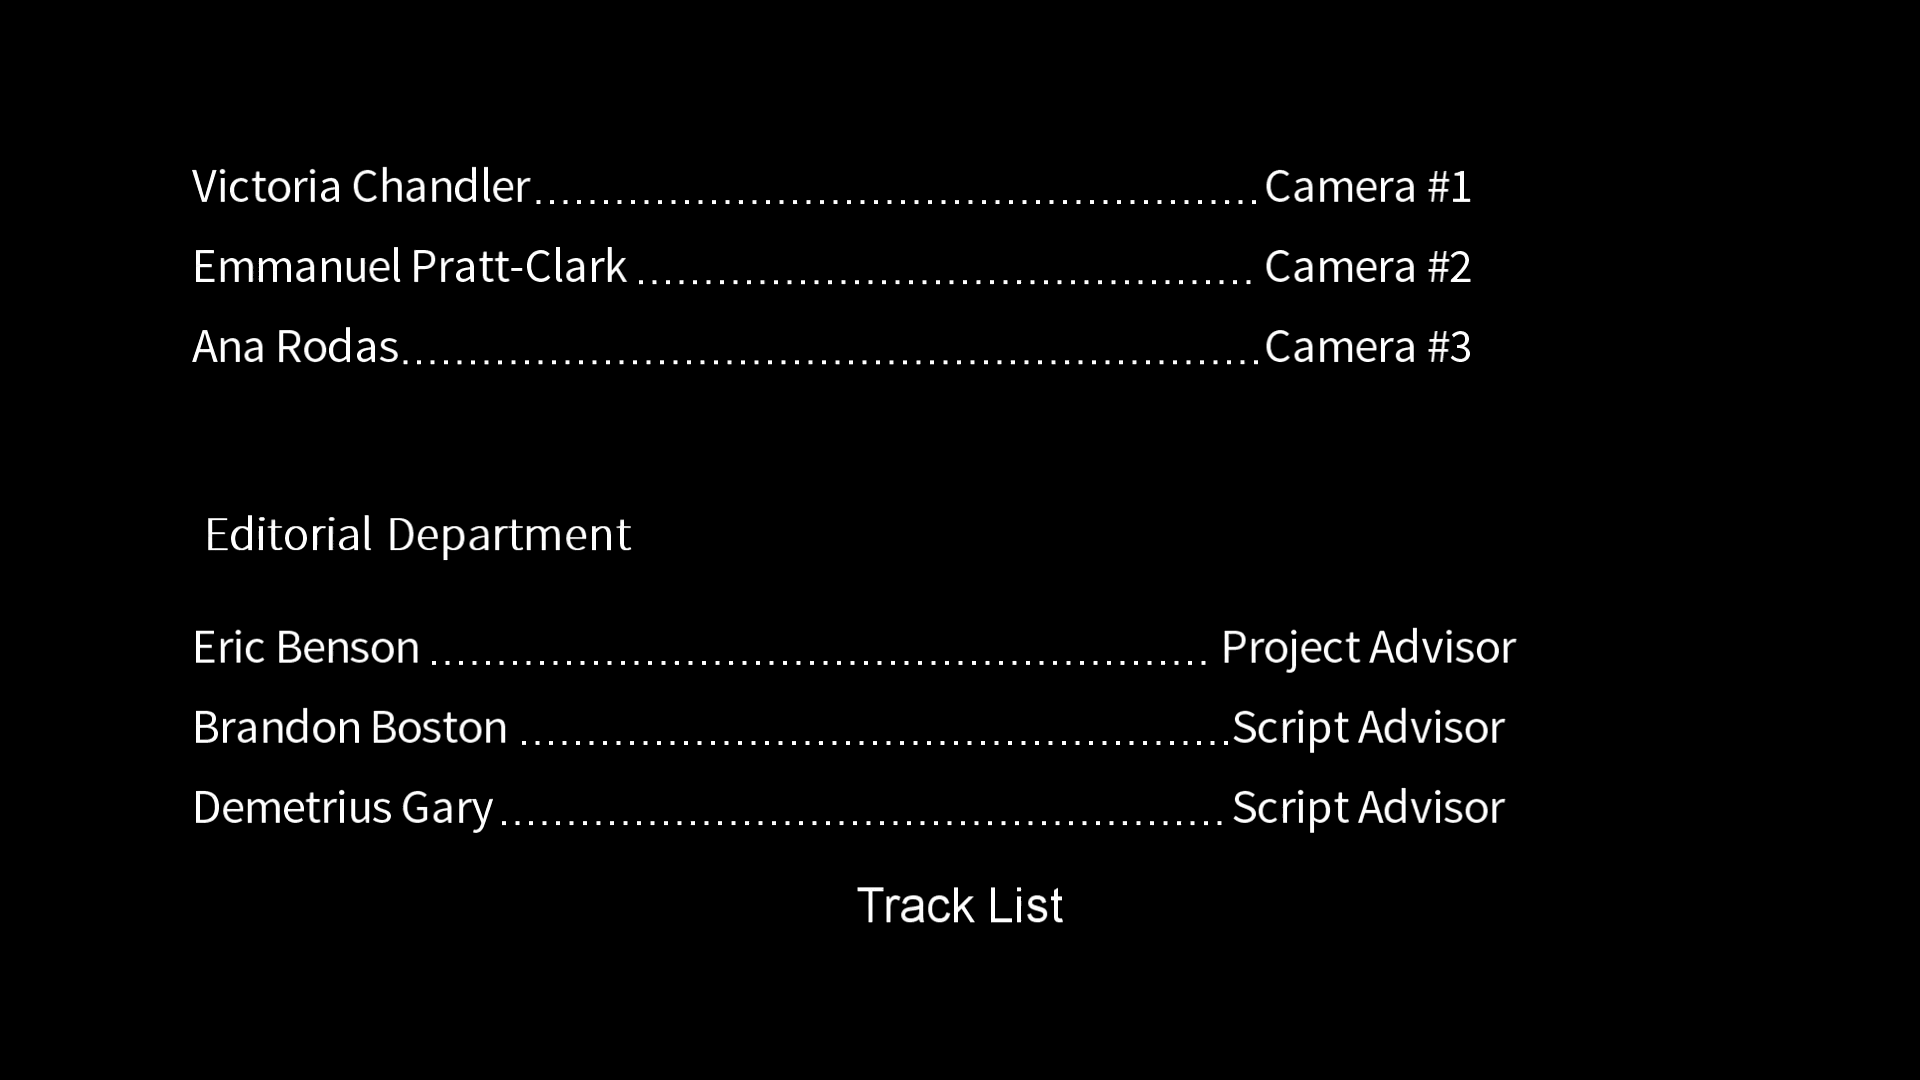 Victoria Chandler......................................................Camera #1
Emmanuel Pratt-Clark .............................................. Camera #2
Ana Rodas................................................................Camera #3
Editorial Department
Eric Benson .......................................................... Project Advisor
Brandon Boston .....................................................Script Advisor
Demetrius Gary...................................................... Script Advisor
Track List